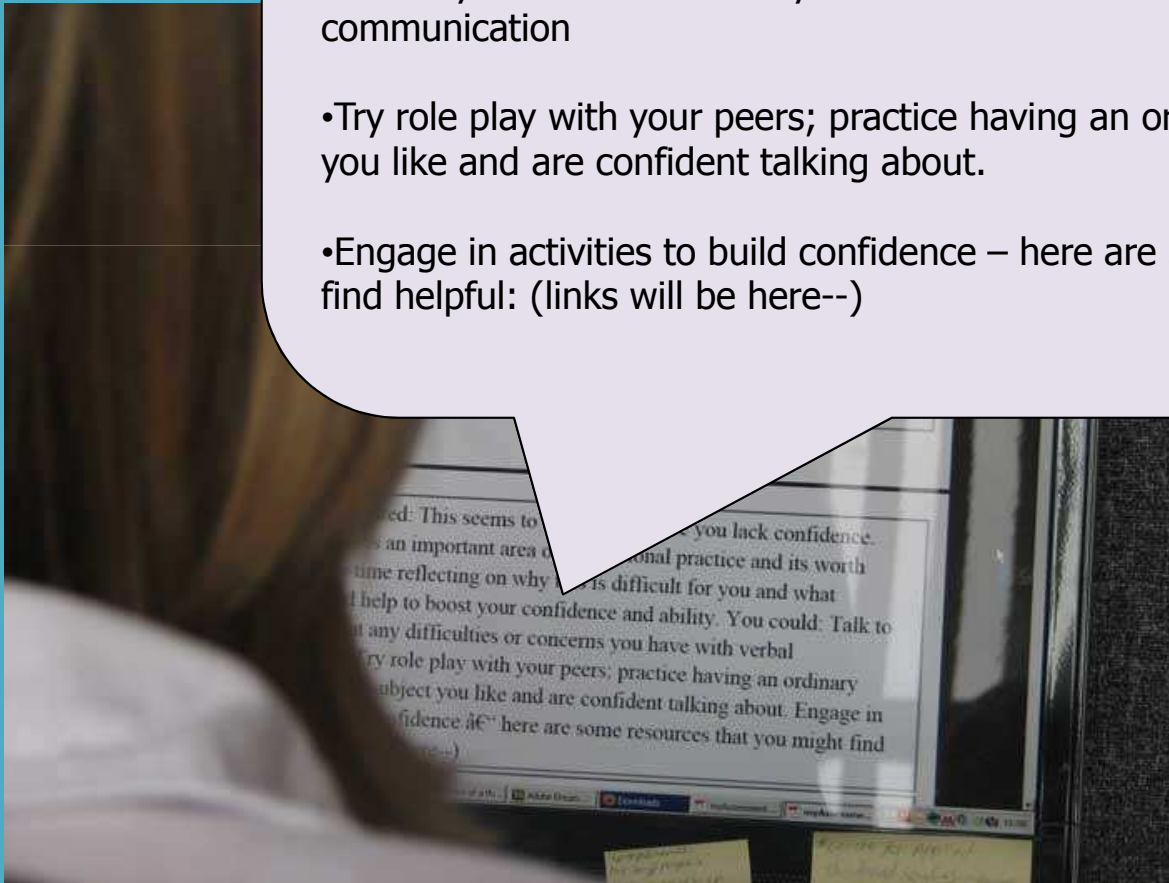 communication
•Try role play with your peers; practice having an or
you like and are confident talking about.
•Engage in activities to build confidence – here are
find helpful: (links will be here--)
ed: This seems to you lack confidence.
an important area onal practice and its worth
time reflecting on why is difficult for you and what
help to boost your confidence and ability. You could: Talk to
any difficulties or concerns you have with verbal
ry role play with your peers; practice having an ordinary
ubject you like and are confident talking about. Engage in
fidence â€“ here are some resources that you might find
--)
Downloads